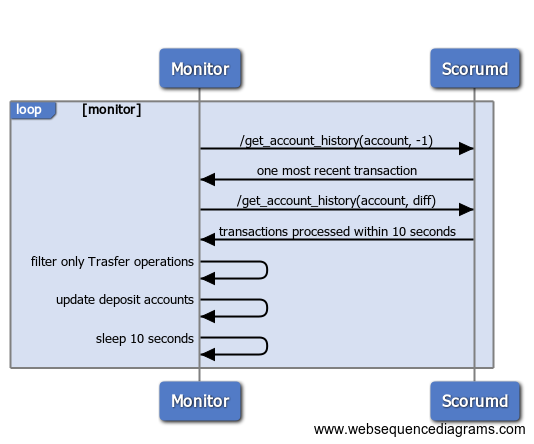 Monitor
Scorumd
loop
[monitor]
/get_account_history(account, -1)
one most recent transaction
/get_account_history(account, diff)
transactions processed within 10 seconds
filter only Trasfer operations
update deposit accounts
sleep 10 seconds
Monitor
Scorumd
www.websequencediagrams.com